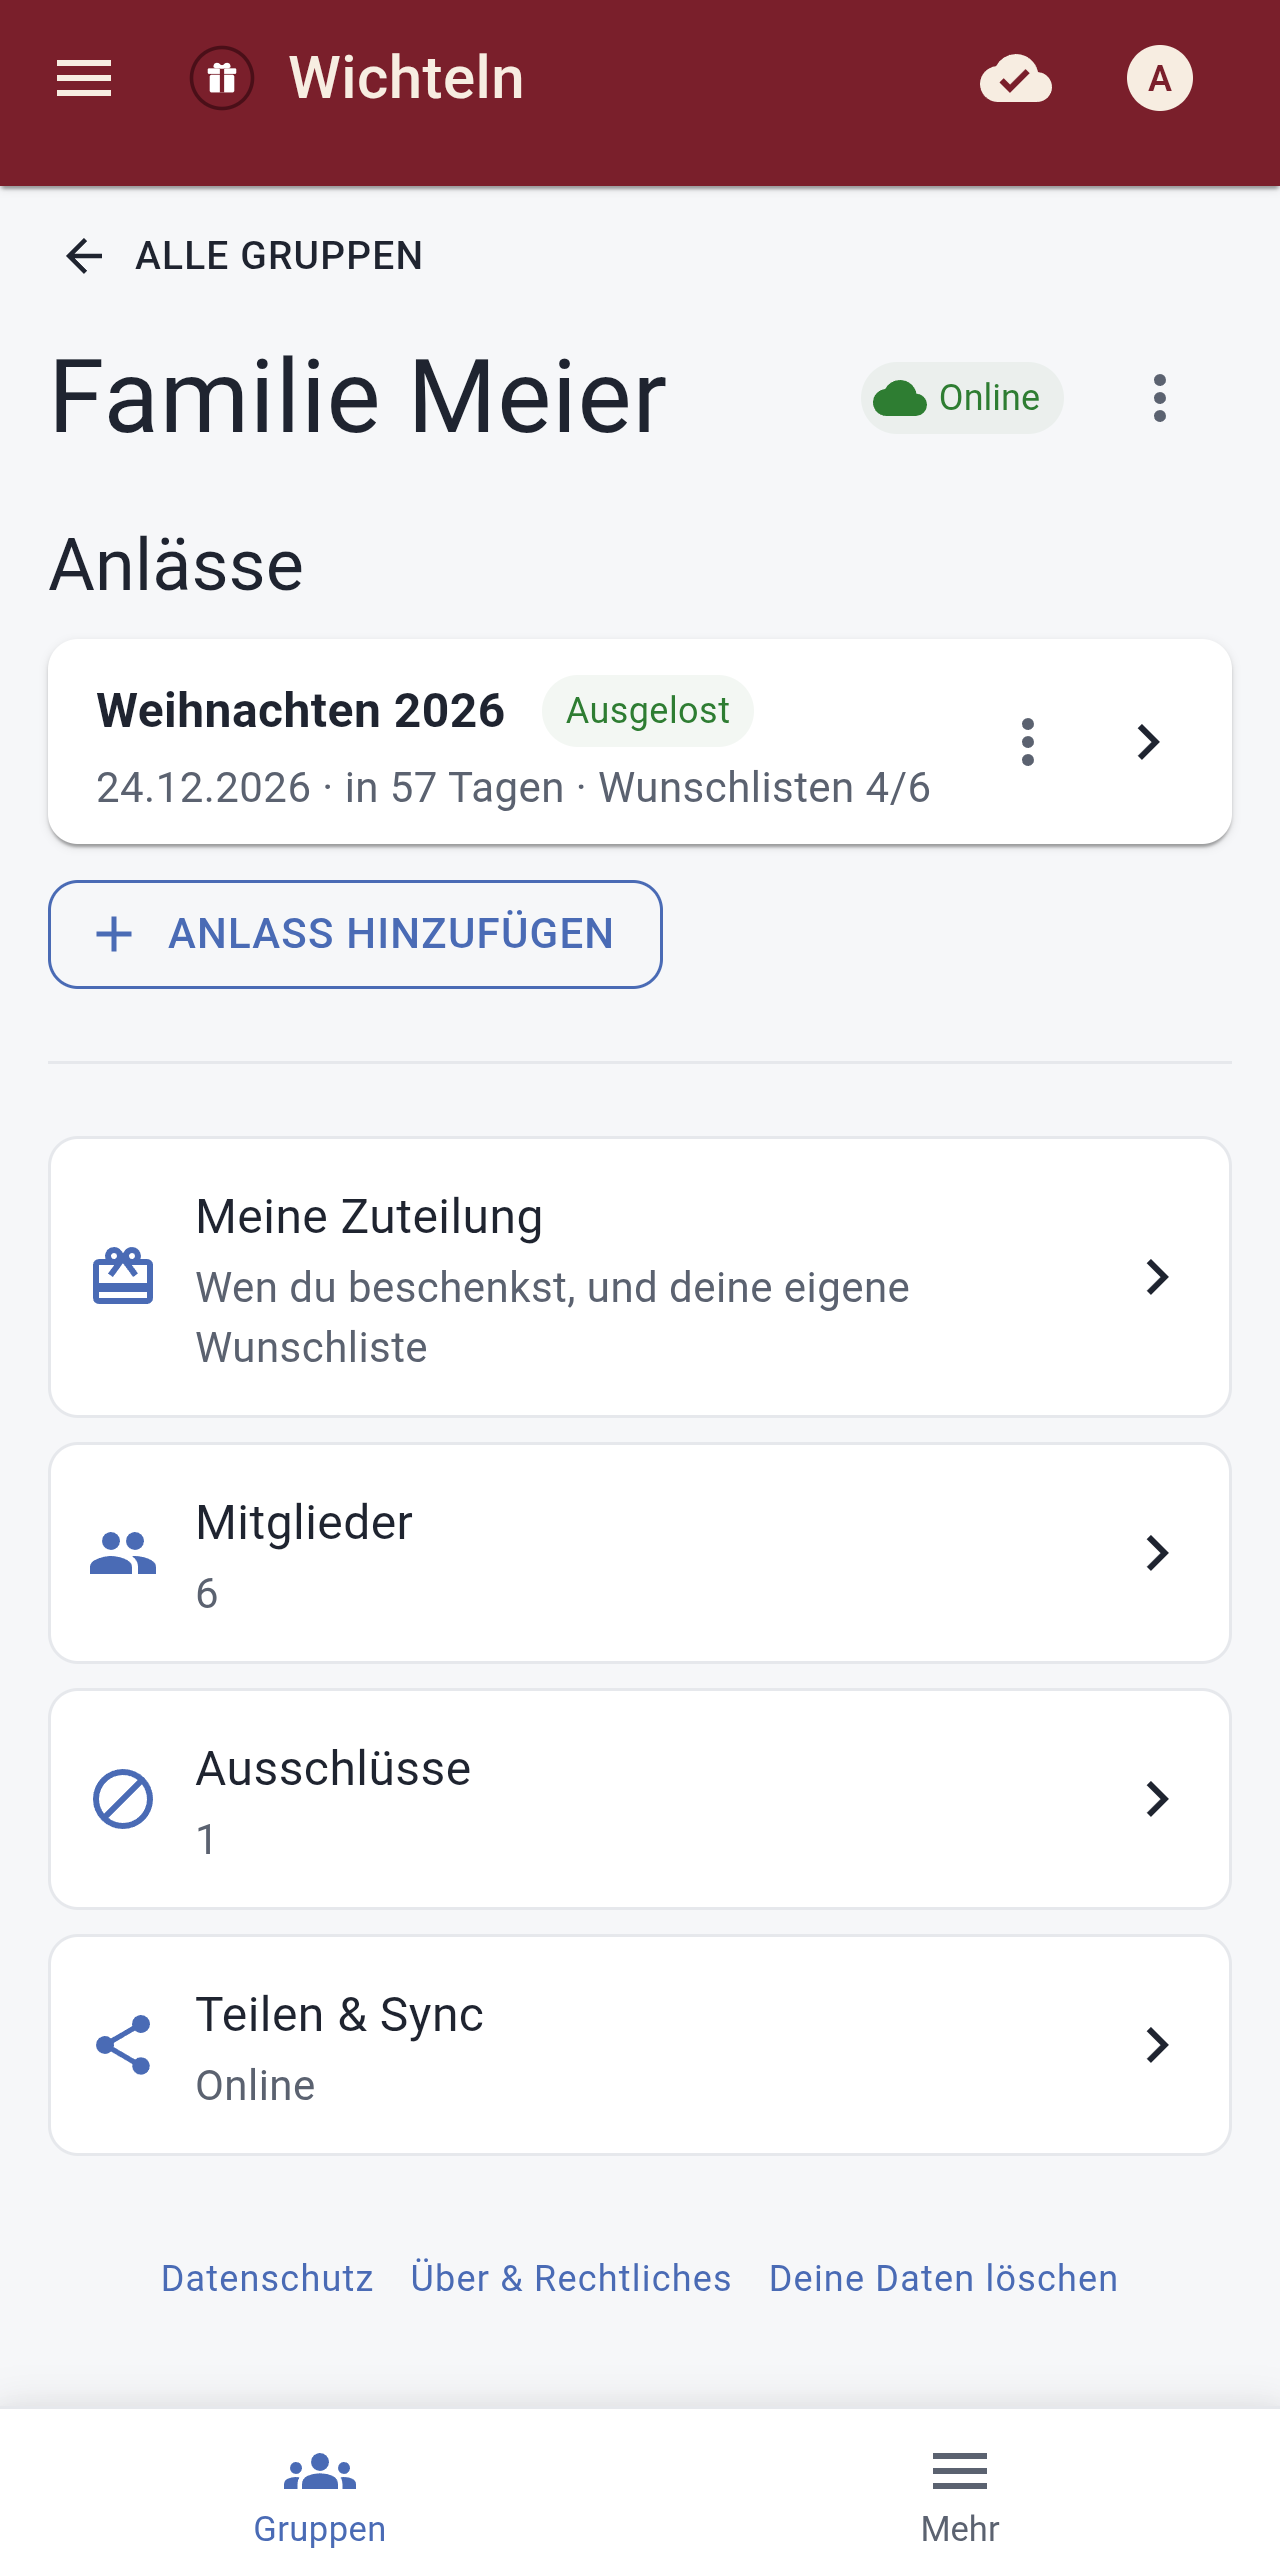 Wichteln
A
ALLE GRUPPEN
Familie Meier
Online
Anlässe
Weihnachten 2026
Ausgelost
24.12.2026 · in 57 Tagen · Wunschlisten 4/6
ANLASS HINZUFÜGEN
Meine Zuteilung
Wen du beschenkst, und deine eigene
Wunschliste
Mitglieder
6
Ausschlüsse
1
Teilen & Sync
Online
Datenschutz Über & Rechtliches Deine Daten löschen
Gruppen
Mehr